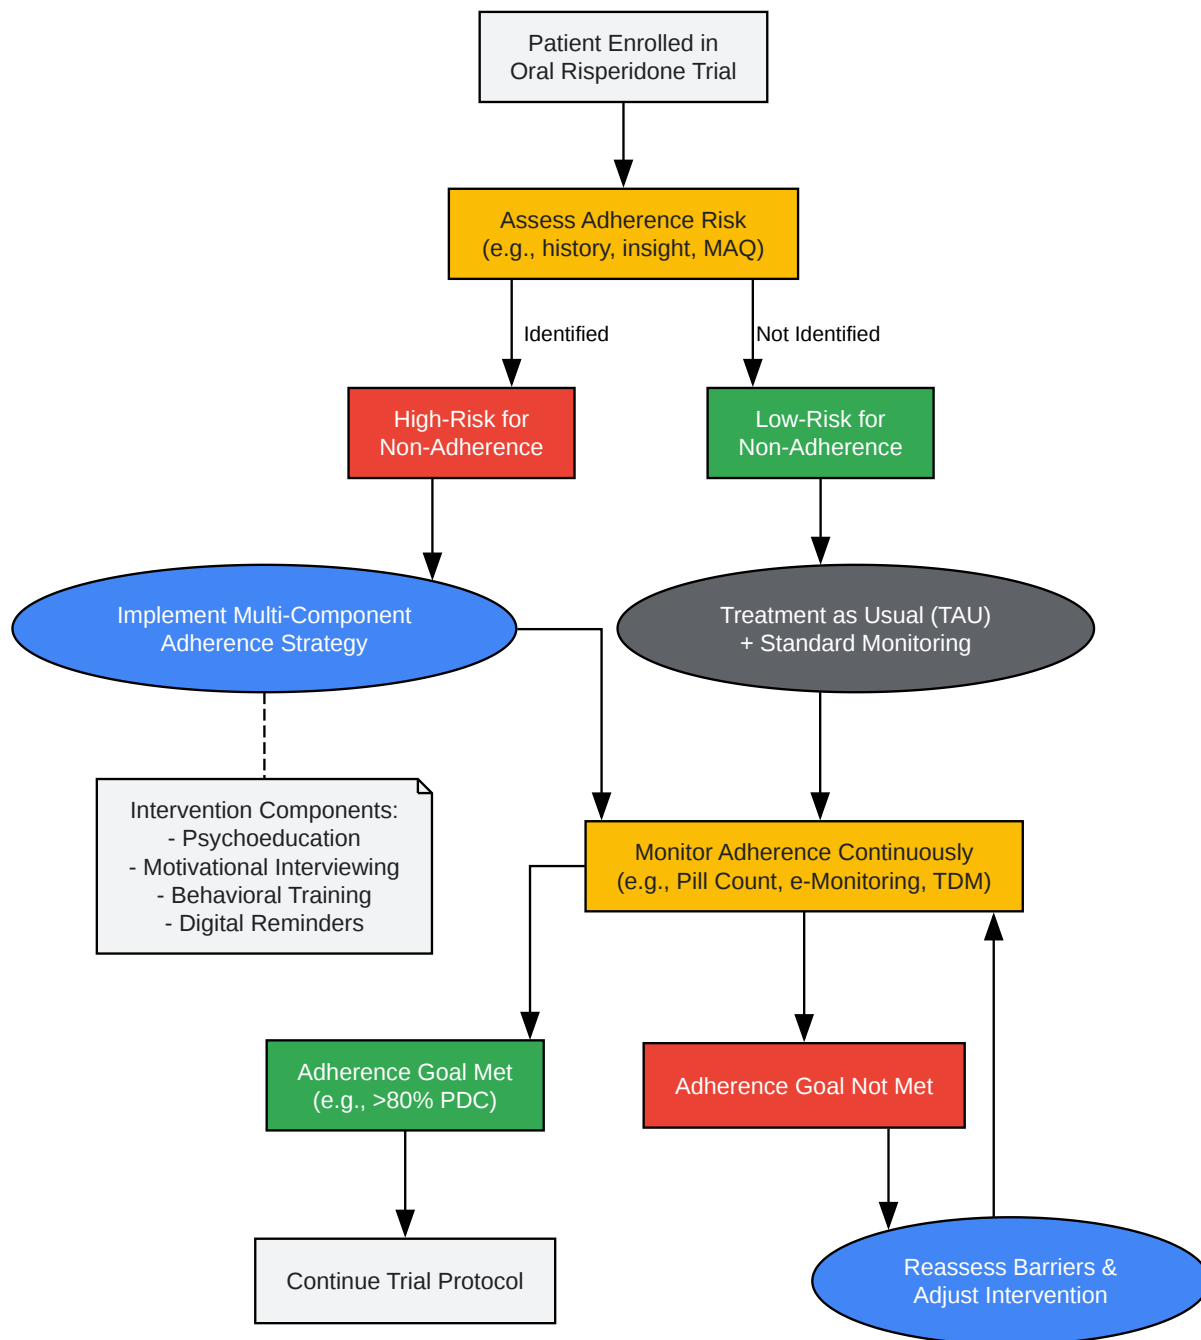 Patient Enrolled in
Oral Risperidone Trial
Assess Adherence Risk
(e.g., history, insight, MAQ)
Identified
Not Identified
High-Risk for
Non-Adherence
Low-Risk for
Non-Adherence
Implement Multi-Component
Adherence Strategy
Treatment as Usual (TAU)
+ Standard Monitoring
Intervention Components:
- Psychoeducation
- Motivational Interviewing
- Behavioral Training
- Digital Reminders
Monitor Adherence Continuously
(e.g., Pill Count, e-Monitoring, TDM)
Adherence Goal Met
(e.g., >80% PDC)
Adherence Goal Not Met
Continue Trial Protocol
Reassess Barriers &
Adjust Intervention